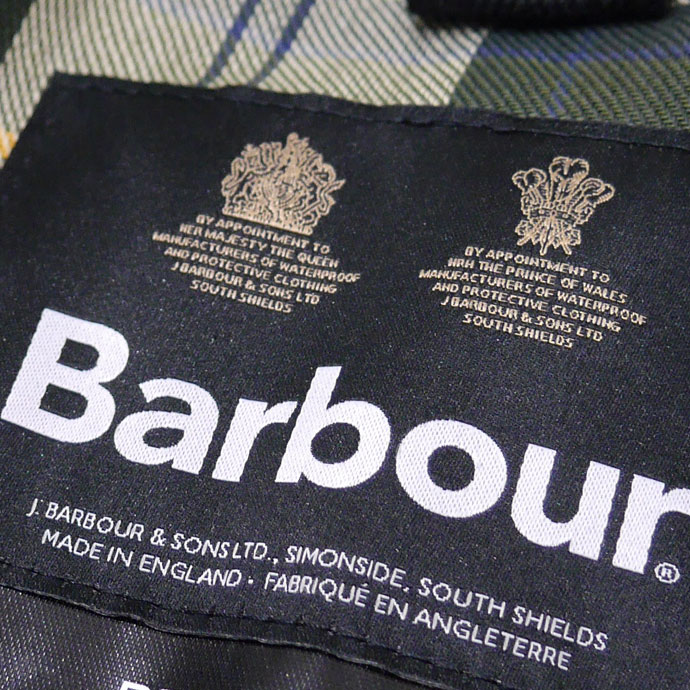 BY APPOINTMENT TO
HER MAJESTY THE QUEEN
MANUFACTURERS OF WATERPROOF
AND PROTECTIVE CLOTHING
J BARBOUR & SONS LTD
SOUTH SHIELDS
BY APPOINTMENT TO
HRH THE PRINCE OF WALES
MANUFACTURERS OF WATERPROOF
AND PROTECTIVE CLOTHING
J BARBOUR & SONS LTD
SOUTH SHIELDS
Barbour®
J. BARBOUR & SONS LTD., SIMONSIDE, SOUTH SHIELDS
MADE IN ENGLAND · FABRIQUÉ EN ANGLETERRE